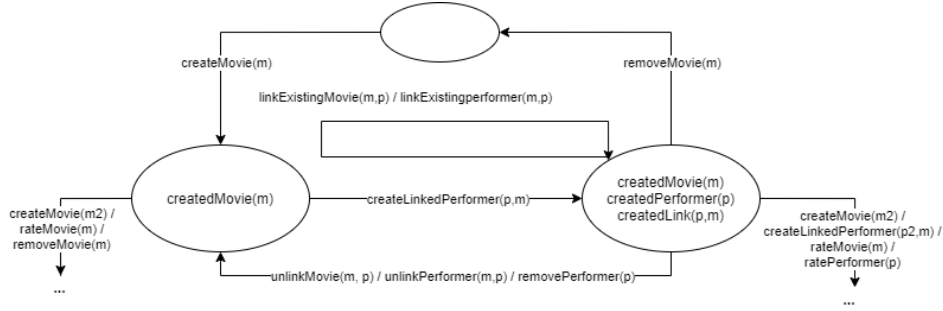 createMovie(m)
removeMovie(m)
linkExistingMovie(m,p) / linkExistingperformer(m,p)
createdMovie(m)
createLinkedPerformer(p,m)
createdMovie(m)
createdPerformer(p)
createdLink(p,m)
createMovie(m2) /
rateMovie(m) /
removeMovie(m)
...
createMovie(m2) /
createLinkedPerformer(p2,m) /
rateMovie(m) /
ratePerformer(p)
...
unlinkMovie(m, p) / unlinkPerformer(m,p) / removePerformer(p)